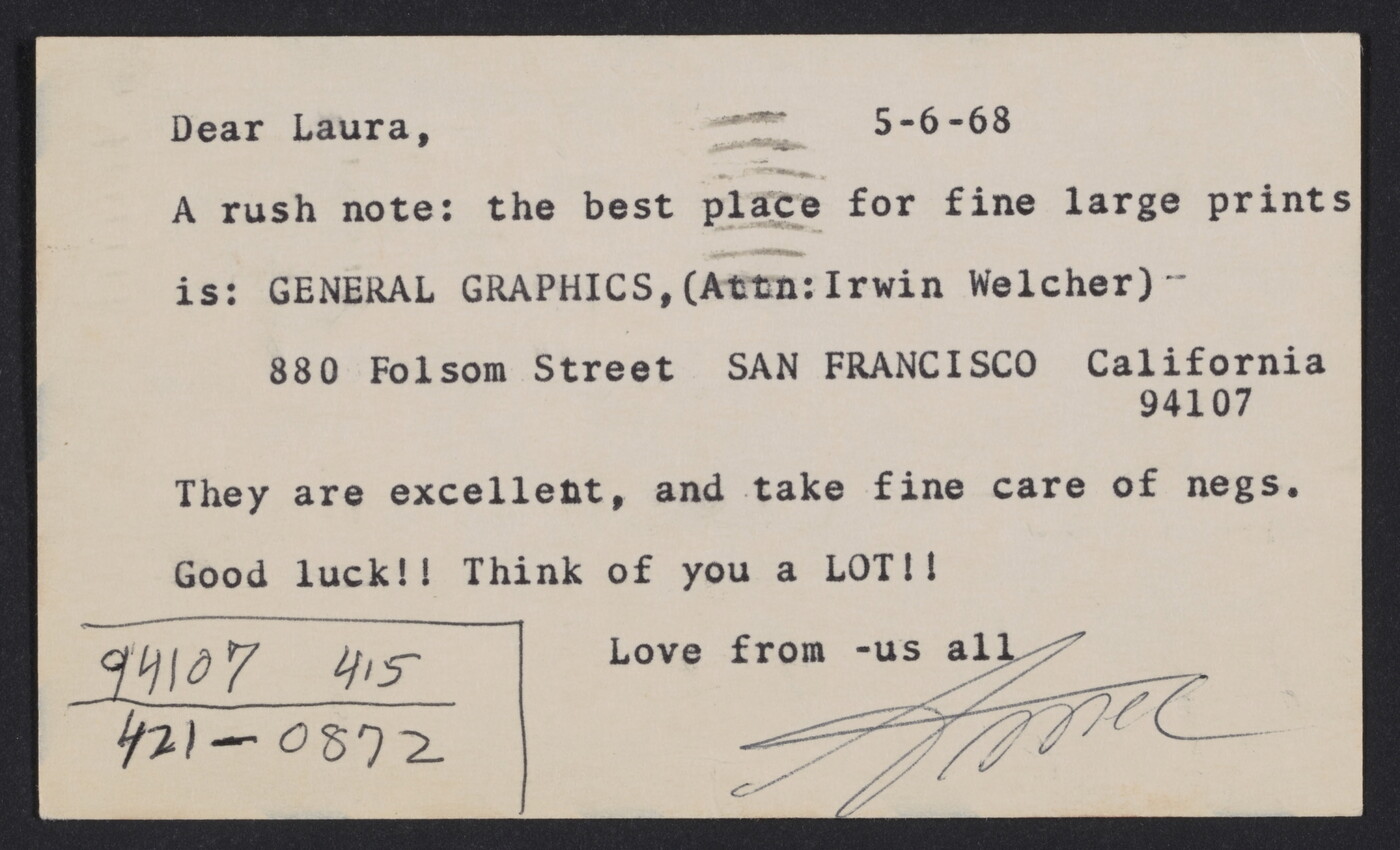 Dear Laura, 5-6-68
A rush note: the best place for fine large prints
is: GENERAL GRAPHICS,(Attn:Irwin Welcher)-
880 Folsom Street SAN FRANCISCO California
94107
They are excellent, and take fine care of negs.
Good luck!! Think of you a LOT!!
Love from -us all
94107 415
421-0872